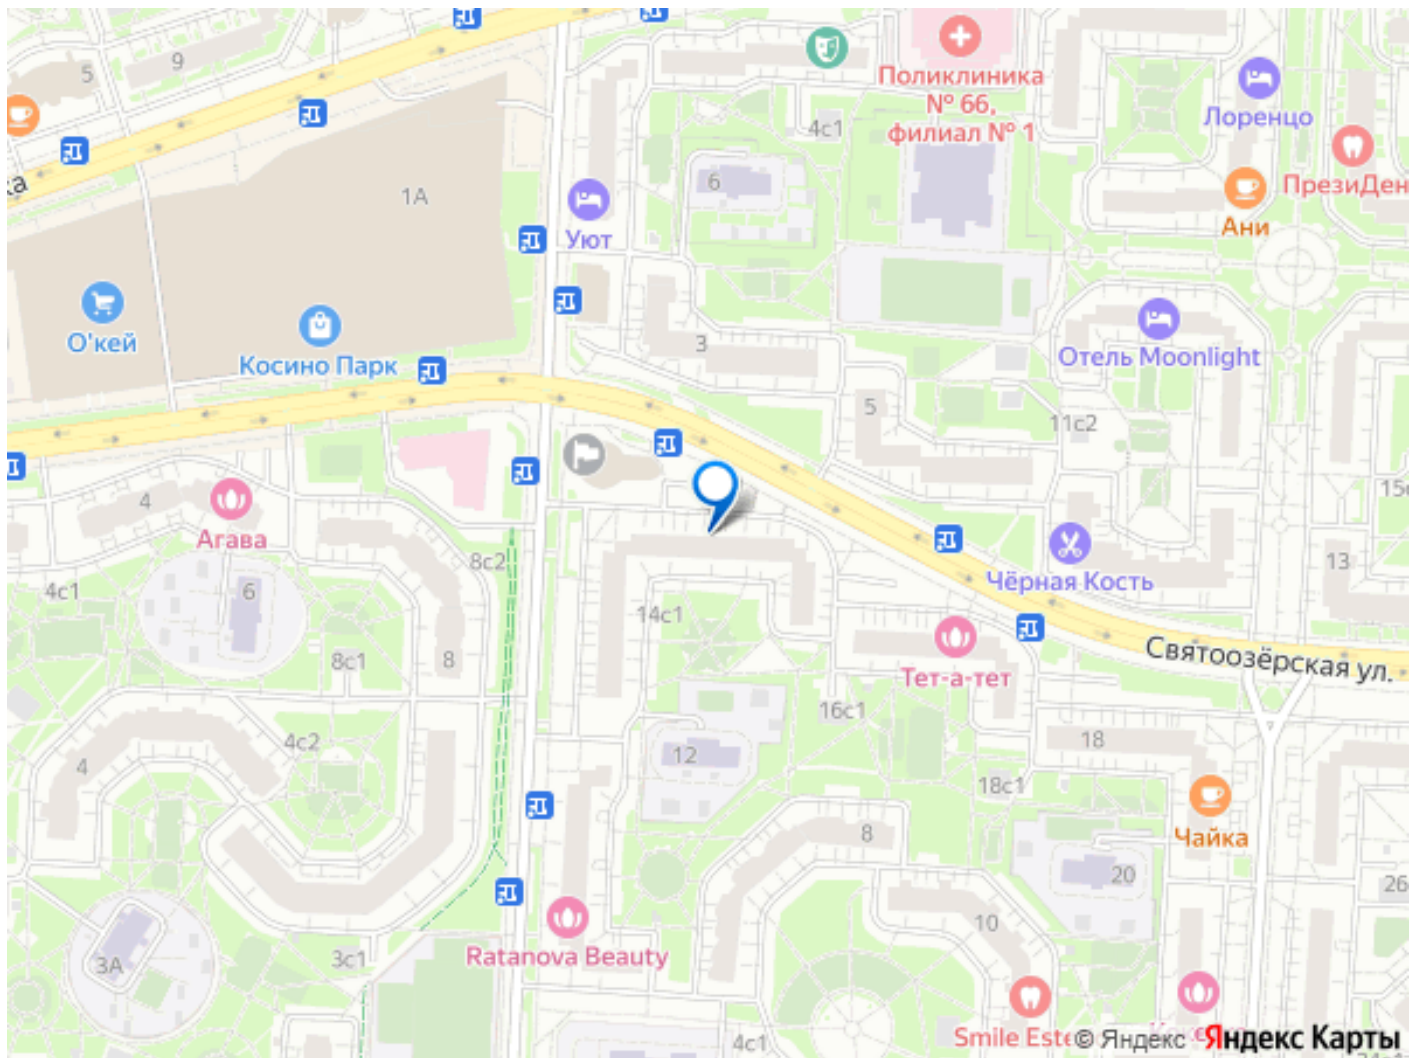 5
9
Поликлиника
№ 66,
филиал № 1
4с1
Лоренцо
ПрезиДен
6
1А
Уют
Ани
О'кей
Косино Парк
3
Отель Moonlight
5
11с2
4
Агава
8с2
15
13
Чёрная Кость
4с1
6
14с1
8с1
8
Тет-а-тет
Святоозёрская ул.
16с1
4с2
4
12
18
18с1
8
Чайка
20
26
10
Ratanova Beauty
3А
3с1
Smile Este
4с1
© Яндекс
Яндекс Карты